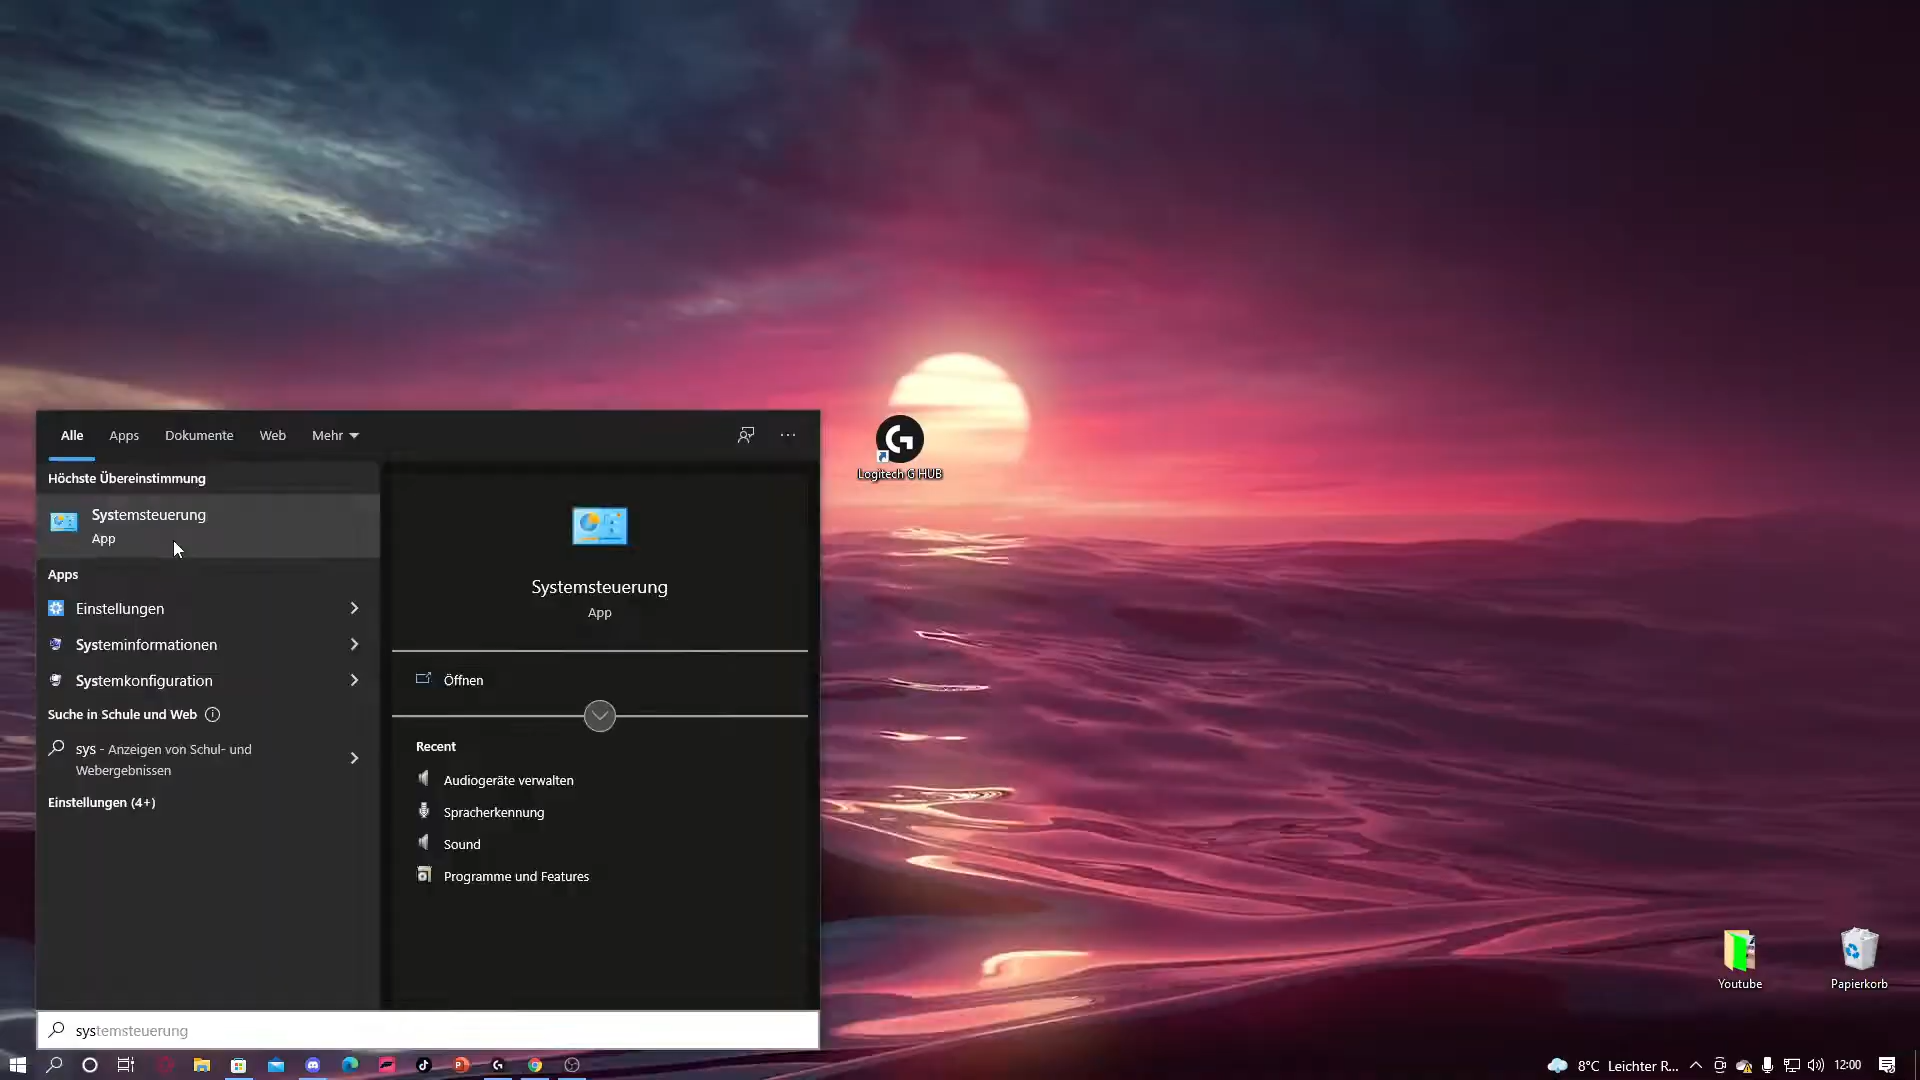 Alle Apps Dokumente Web Mehr
Höchste Übereinstimmung
Systemsteuerung
App
Apps
Einstellungen
Systeminformationen
Systemkonfiguration
Suche in Schule und Web
sys - Anzeigen von Schul- und
Webergebnissen
Einstellungen (4+)
Systemsteuerung
App
Öffnen
Recent
Audiogeräte verwalten
Spracherkennung
Sound
Programme und Features
systemsteuerung
Logitech G HUB
Youtube
Papierkorb
8°C Leichter R... 12:00